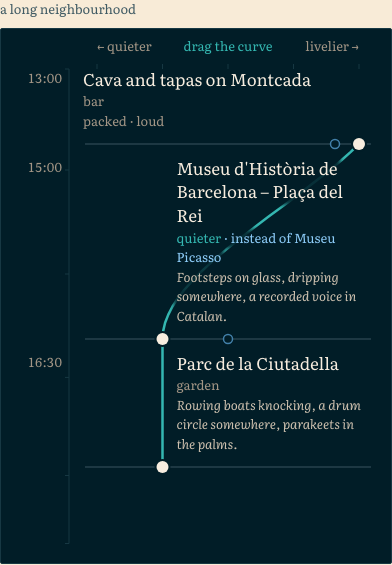 a long neighbourhood
← quieter drag the curve livelier →
13:00 Cava and tapas on Montcada
bar
packed · loud
15:00 Museu d'Història de
Barcelona – Plaça del
Rei
quieter · instead of Museu
Picasso
Footsteps on glass, dripping
somewhere, a recorded voice in
Catalan.
16:30 Parc de la Ciutadella
garden
Rowing boats knocking, a drum
circle somewhere, parakeets in
the palms.